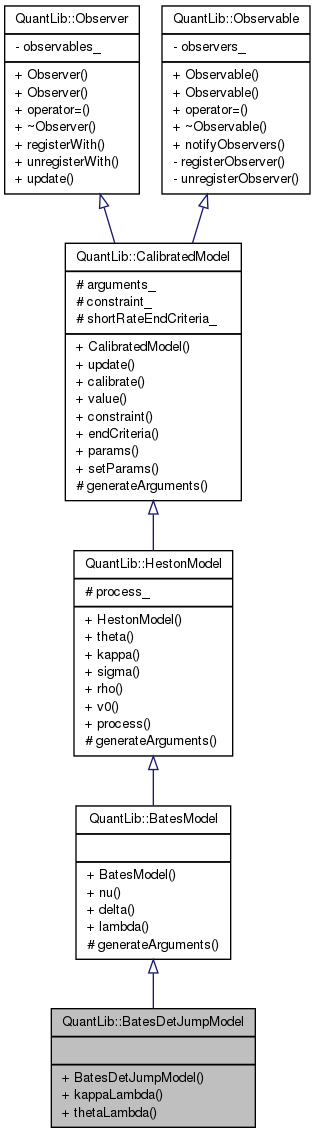 QuantLib::Observer
- observables_
+ Observer()
+ Observer()
+ operator=()
+ ~Observer()
+ registerWith()
+ unregisterWith()
+ update()
QuantLib::Observable
- observers_
+ Observable()
+ Observable()
+ operator=()
+ ~Observable()
+ notifyObservers()
- registerObserver()
- unregisterObserver()
QuantLib::CalibratedModel
# arguments_
# constraint_
# shortRateEndCriteria_
+ CalibratedModel()
+ update()
+ calibrate()
+ value()
+ constraint()
+ endCriteria()
+ params()
+ setParams()
# generateArguments()
QuantLib::HestonModel
# process_
+ HestonModel()
+ theta()
+ kappa()
+ sigma()
+ rho()
+ v0()
+ process()
# generateArguments()
QuantLib::BatesModel
+ BatesModel()
+ nu()
+ delta()
+ lambda()
# generateArguments()
QuantLib::BatesDetJumpModel
+ BatesDetJumpModel()
+ kappaLambda()
+ thetaLambda()